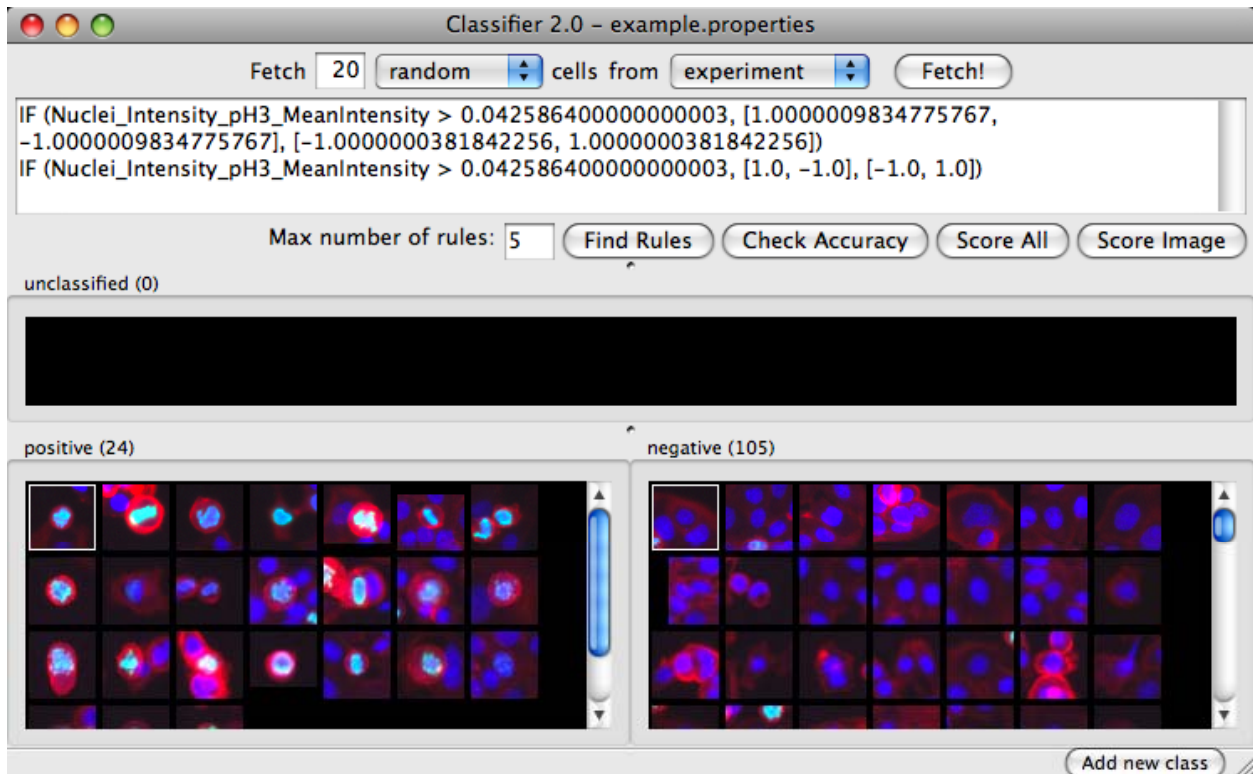 Classifier 2.0 – example.properties
Fetch 20 random cells from experiment Fetch!
IF (Nuclei_Intensity_pH3_MeanIntensity > 0.042586400000000003, [1.0000009834775767,
-1.0000009834775767], [-1.0000000381842256, 1.0000000381842256])
IF (Nuclei_Intensity_pH3_MeanIntensity > 0.042586400000000003, [1.0, -1.0], [-1.0, 1.0])
Max number of rules: 5 Find Rules Check Accuracy Score All Score Image
unclassified (0)
positive (24)
negative (105)
Add new class